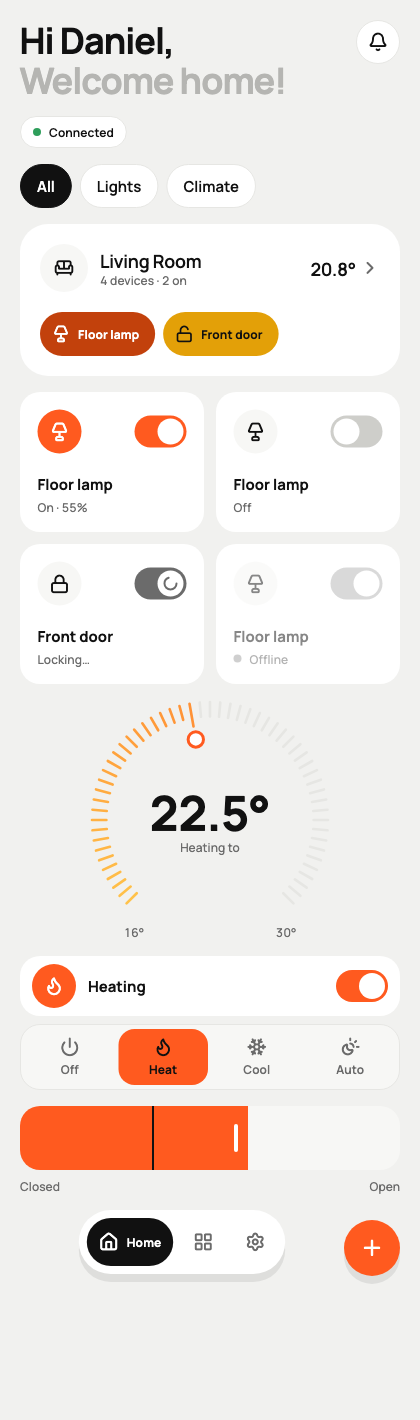 Hi Daniel,
Welcome home!
Connected
All
Lights
Climate
Living Room
20.8°
4 devices · 2 on
Floor lamp
Front door
Floor lamp
On · 55%
Floor lamp
Off
Front door
Locking…
Floor lamp
Offline
22.5°
Heating to
16°
30°
Heating
Off
Heat
Cool
Auto
Closed
Open
Home